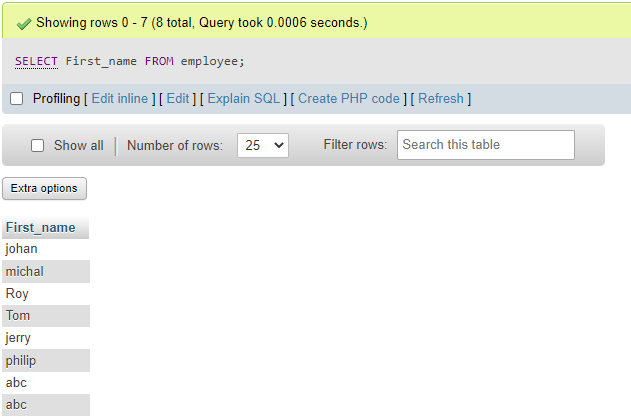 Showing rows 0 - 7 (8 total, Query took 0.0006 seconds.)
SELECT First_name FROM employee;
Profiling [ Edit inline ] [ Edit ] [ Explain SQL ] [ Create PHP code ] [ Refresh ]
Show all Number of rows: 25 Filter rows: Search this table
Extra options
First_name
johan
michal
Roy
Tom
jerry
philip
abc
abc